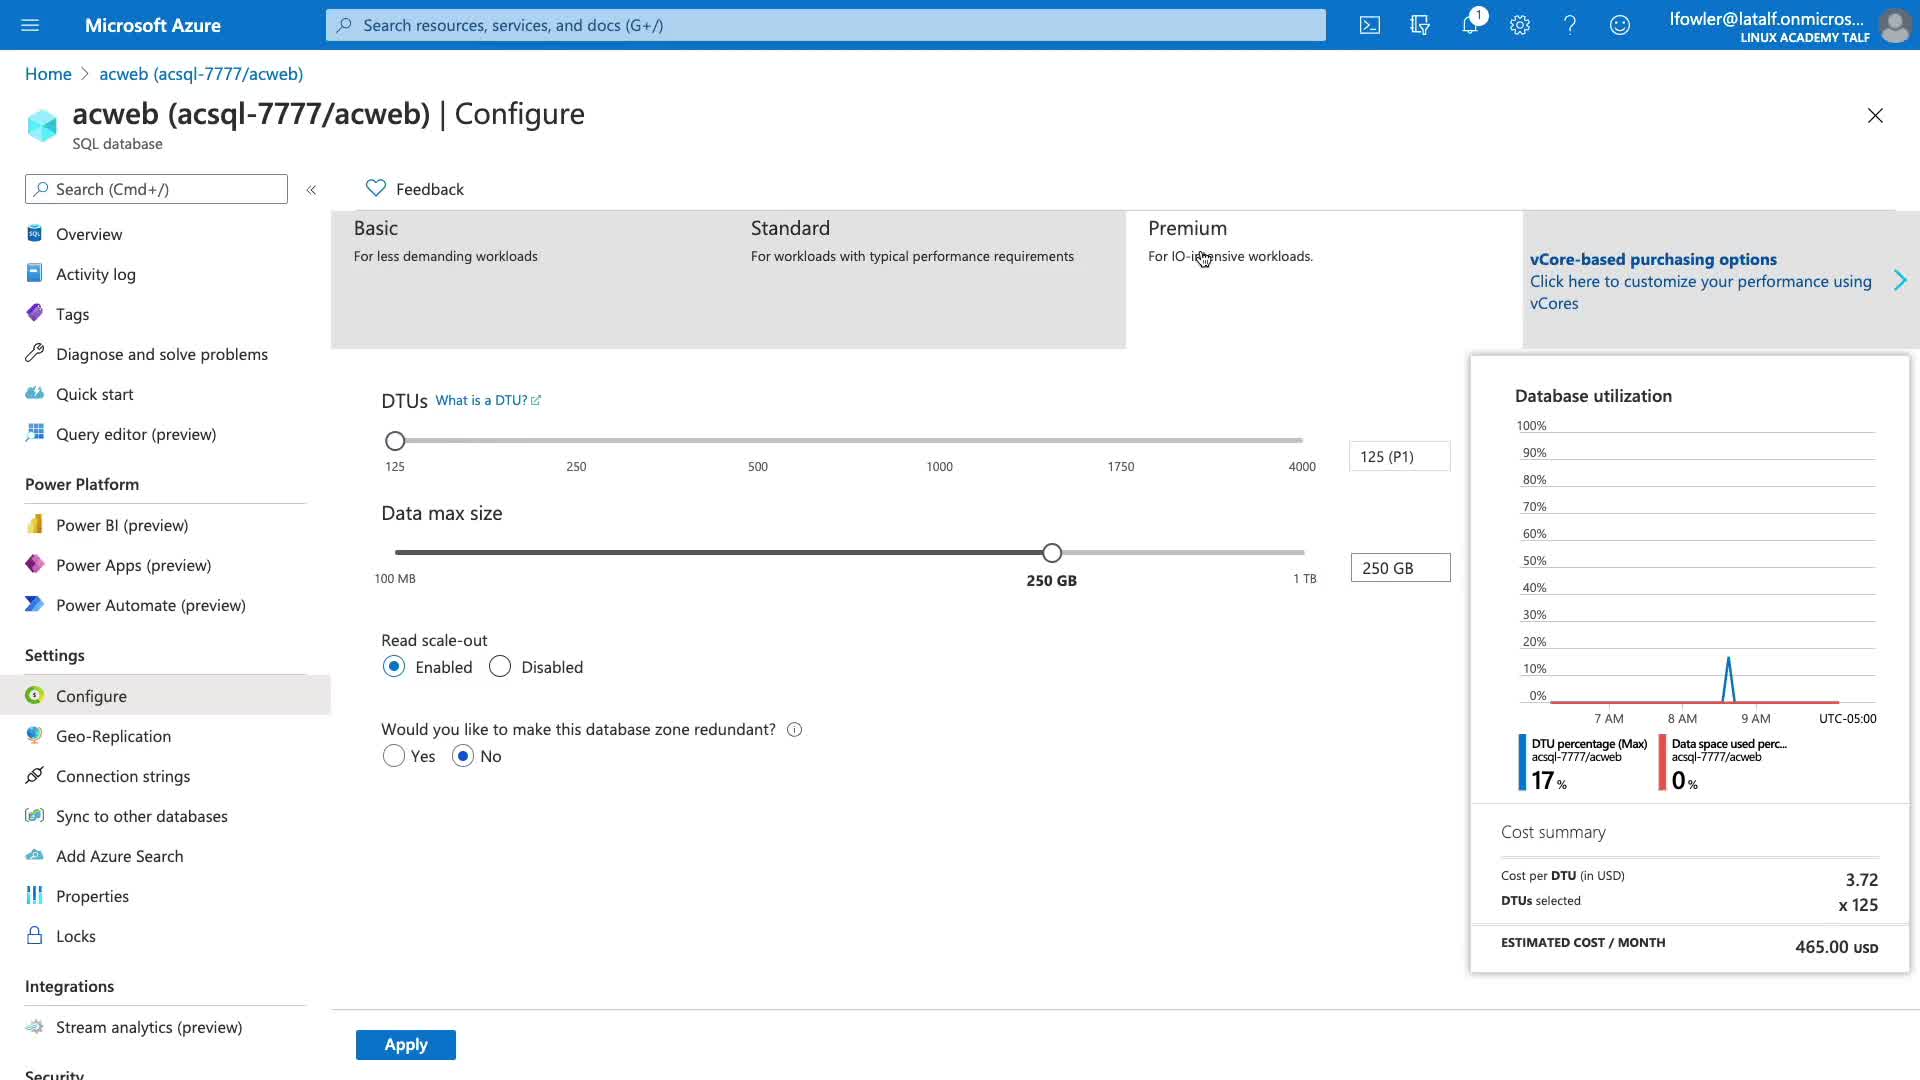 Microsoft Azure
Search resources, services, and docs (G+/)
1
lfowler@latalf.onmicros...
LINUX ACADEMY TALF
Home > acweb (acsql-7777/acweb)
acweb (acsql-7777/acweb) | Configure
SQL database
Search (Cmd+/)
«
Overview
Activity log
Tags
Diagnose and solve problems
Quick start
Query editor (preview)
Power Platform
Power BI (preview)
Power Apps (preview)
Power Automate (preview)
Settings
Configure
Geo-Replication
Connection strings
Sync to other databases
Add Azure Search
Properties
Locks
Integrations
Stream analytics (preview)
Security
Feedback
Basic
For less demanding workloads
Standard
For workloads with typical performance requirements
Premium
For IO-intensive workloads.
vCore-based purchasing options
Click here to customize your performance using
vCores
DTUs What is a DTU?
125 250 500 1000 1750 4000
125 (P1)
Data max size
100 MB 250 GB 1 TB
250 GB
Read scale-out
Enabled Disabled
Would you like to make this database zone redundant?
Yes No
Database utilization
100%
90%
80%
70%
60%
50%
40%
30%
20%
10%
0%
7 AM 8 AM 9 AM UTC-05:00
DTU percentage (Max)
acsql-7777/acweb
17 %
Data space used perc...
acsql-7777/acweb
0 %
Cost summary
Cost per DTU (in USD) 3.72
DTUs selected x 125
ESTIMATED COST / MONTH 465.00 USD
Apply